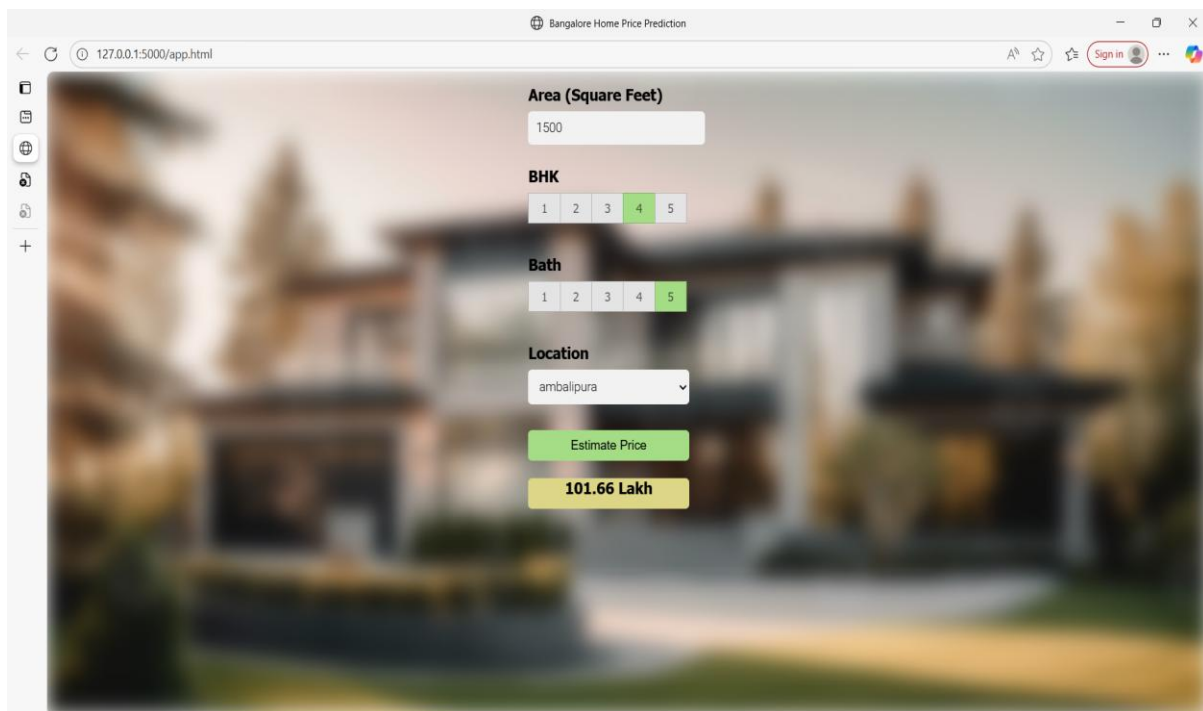 Bangalore Home Price Prediction
127.0.0.1:5000/app.html
Sign in
Area (Square Feet)
1500
BHK
1 2 3 4 5
Bath
1 2 3 4 5
Location
ambalipura
Estimate Price
101.66 Lakh